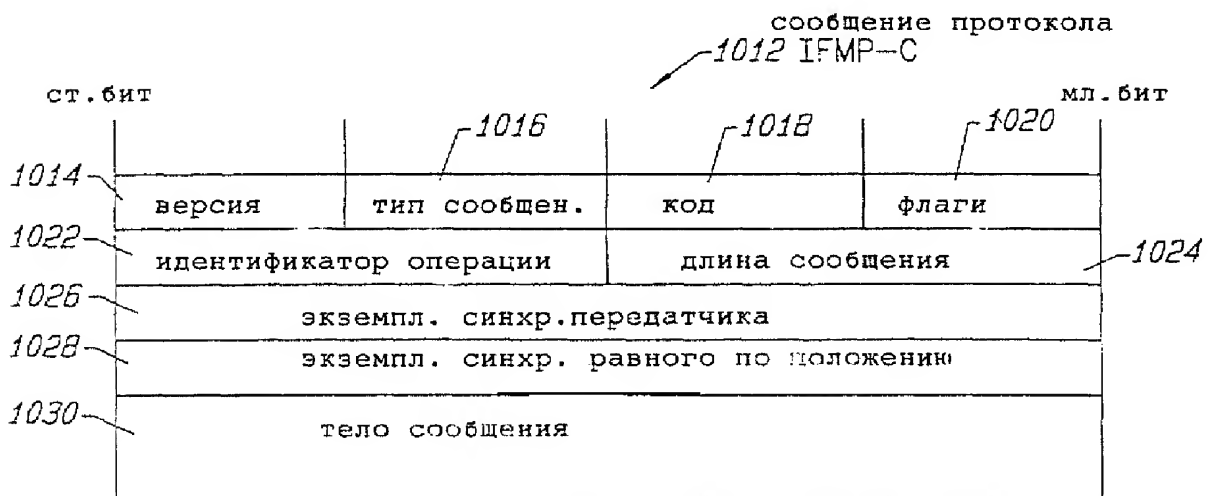 сообщение протокола
1012 IFMP-C
ст.бит мл.бит
1016 1018 1020
1014 версия тип сообщен. код флаги
1022 идентификатор операции длина сообщения 1024
1026 экземпл. синхр.передатчика
1028 экземпл. синхр. равного по положению
1030 тело сообщения